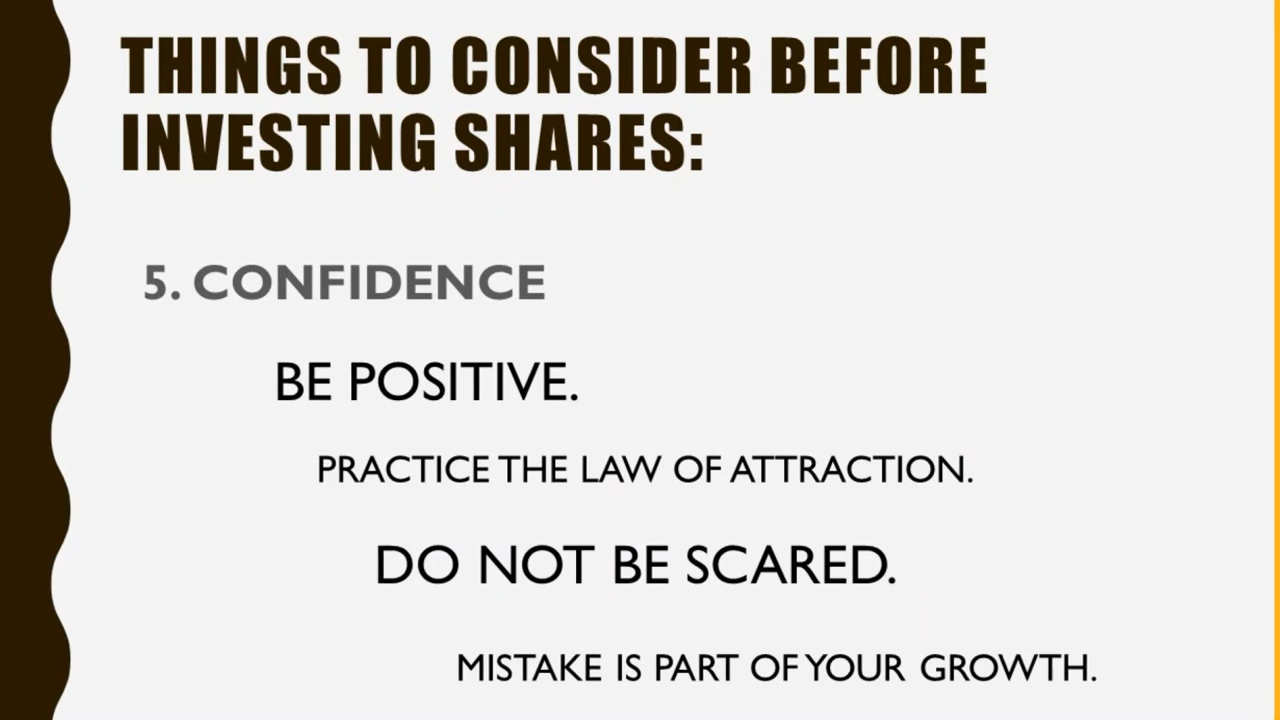 THINGS TO CONSIDER BEFORE
INVESTING SHARES:
5. CONFIDENCE
BE POSITIVE.
PRACTICE THE LAW OF ATTRACTION.
DO NOT BE SCARED.
MISTAKE IS PART OF YOUR GROWTH.